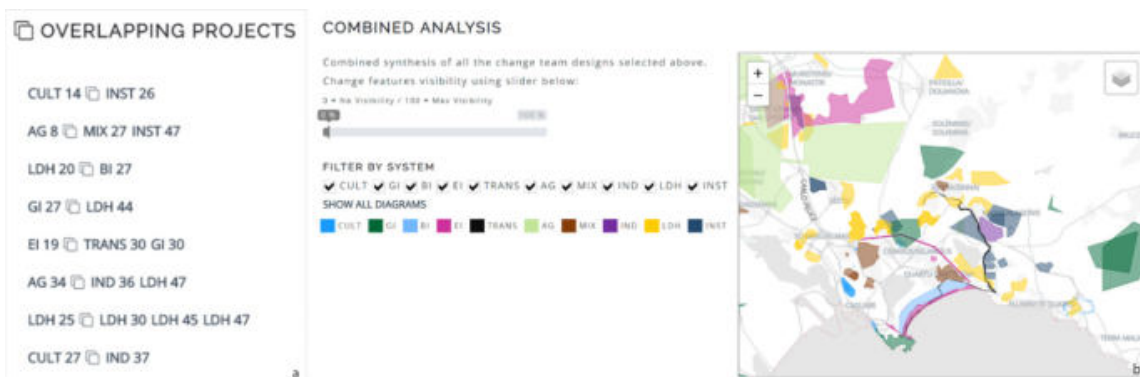 OVERLAPPING PROJECTS
CULT 14 INST 26
AG 8 MIX 27 INST 47
LDH 20 BI 27
GI 27 LDH 44
EI 19 TRANS 30 GI 30
AG 34 IND 36 LDH 47
LDH 25 LDH 30 LDH 45 LDH 47
CULT 27 IND 37
a
COMBINED ANALYSIS
Combined synthesis of all the change team designs selected above.
Change features visibility using slider below:
0 = No Visibility / 100 = Max Visibility
0 %
100 %
FILTER BY SYSTEM
CULT GI BI EI TRANS AG MIX IND LDH INST
SHOW ALL DIAGRAMS
CULT GI BI EI TRANS AG MIX IND LDH INST
+
−
CAGLIARI
b